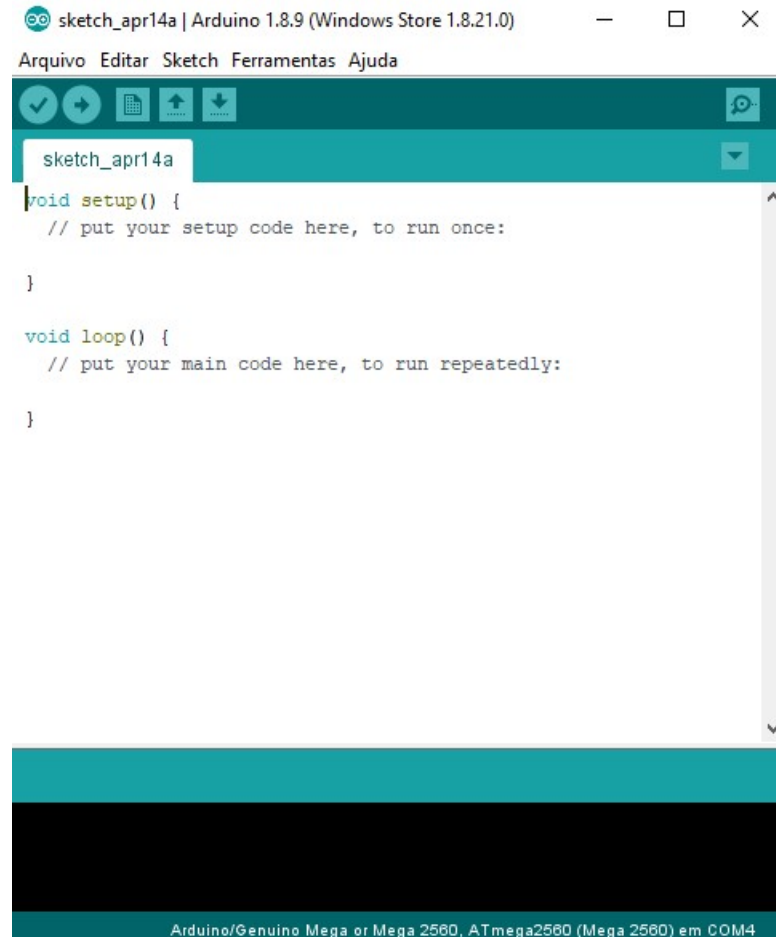 sketch_apr14a | Arduino 1.8.9 (Windows Store 1.8.21.0)
Arquivo Editar Sketch Ferramentas Ajuda
sketch_apr14a
void setup() {
  // put your setup code here, to run once:
}
void loop() {
  // put your main code here, to run repeatedly:
}
Arduino/Genuino Mega or Mega 2560, ATmega2560 (Mega 2560) em COM4